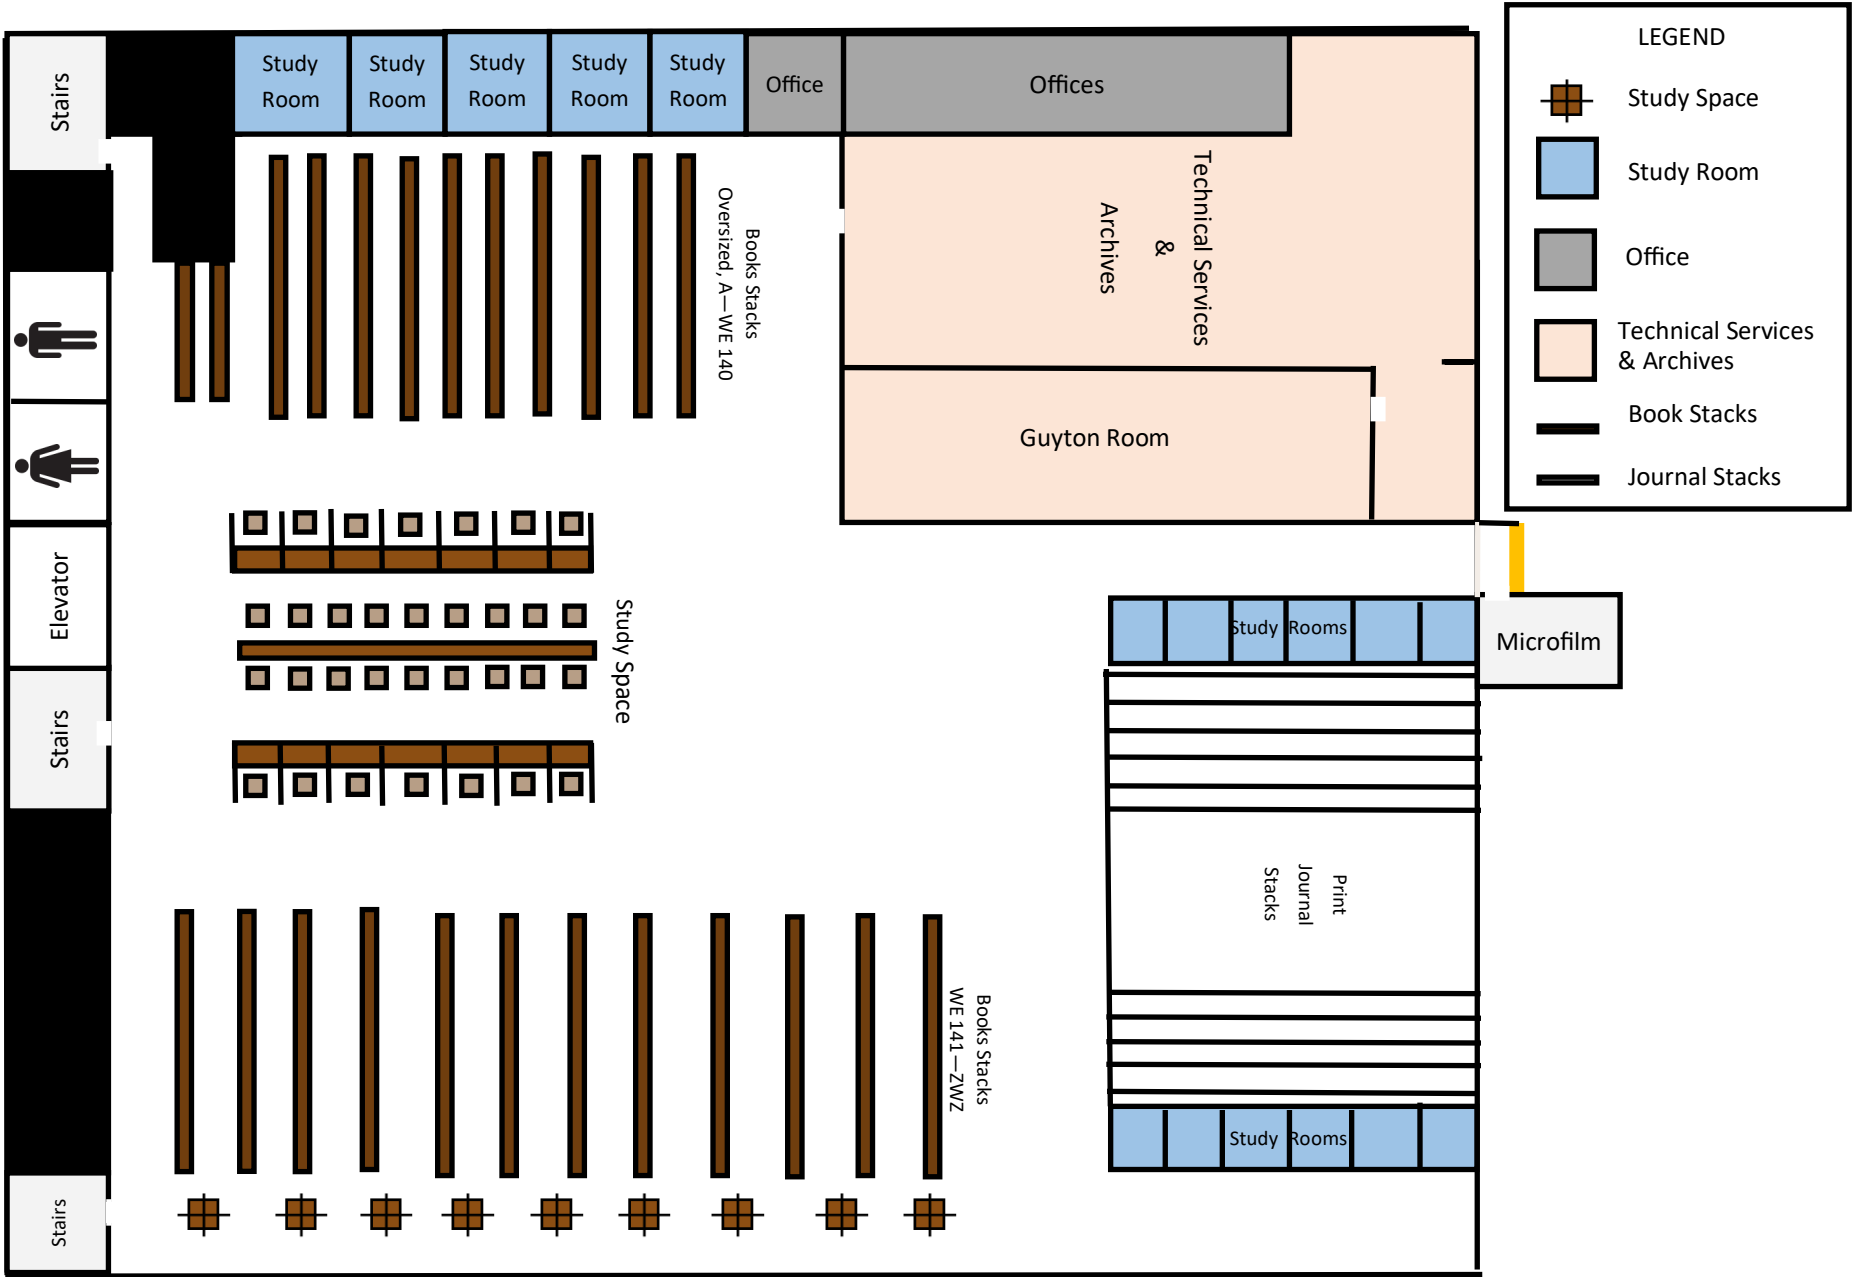 Stairs
Study
Room
Study
Room
Study
Room
Study
Room
Study
Room
Office
Offices
LEGEND
Study Space
Study Room
Office
Technical Services
& Archives
Book Stacks
Journal Stacks
Books Stacks
Oversized, A—WE 140
Technical Services
&
Archives
Guyton Room
Elevator
Stairs
Study Space
Study Rooms
Microfilm
Print
Journal
Stacks
Books Stacks
WE 141—ZWZ
Study Rooms
Stairs